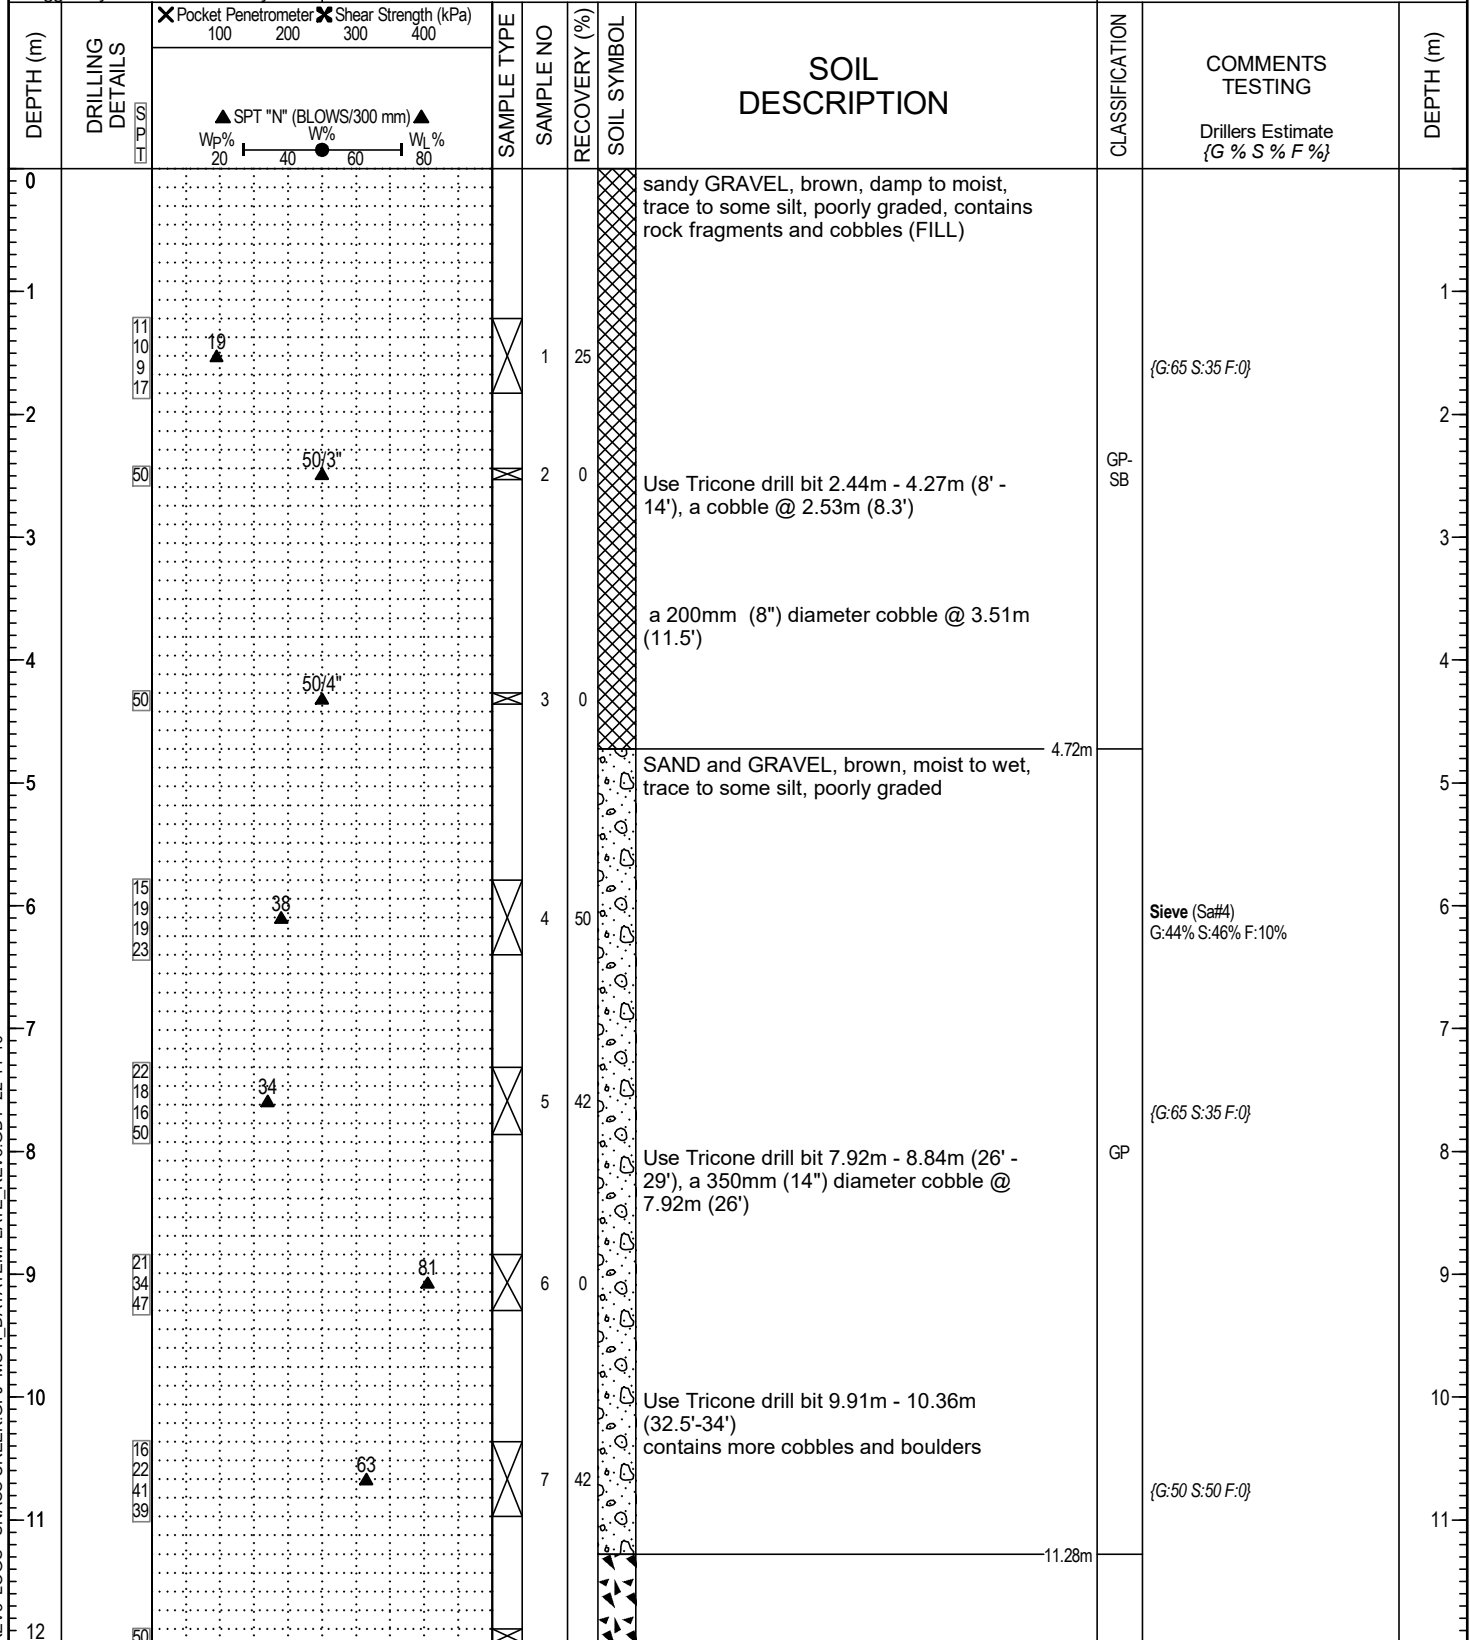 Pocket Penetrometer Shear Strength (kPa)
100 200 300 400
DEPTH (m)
DRILLING DETAILS
SPT
▲ SPT "N" (BLOWS/300 mm) ▲
WP% W% WL%
20 40 60 80
SAMPLE TYPE
SAMPLE NO
RECOVERY (%)
SOIL SYMBOL
SOIL
DESCRIPTION
CLASSIFICATION
COMMENTS
TESTING
Drillers Estimate
{G % S % F %}
DEPTH (m)
0
sandy GRAVEL, brown, damp to moist,
trace to some silt, poorly graded, contains
rock fragments and cobbles (FILL)
1 1
11
10
9
17
19
1 25
{G:65 S:35 F:0}
2 2
50
50/3"
2 0
GP-
SB
Use Tricone drill bit 2.44m - 4.27m (8' -
14'), a cobble @ 2.53m (8.3')
3 3
a 200mm (8") diameter cobble @ 3.51m
(11.5')
4 4
50
50/4"
3 0
4.72m
SAND and GRAVEL, brown, moist to wet,
trace to some silt, poorly graded
5 5
15
19
19
23
38
4 50
6 6
Sieve (Sa#4)
G:44% S:46% F:10%
7 7
22
18
16
50
34
5 42
{G:65 S:35 F:0}
8 8
GP
Use Tricone drill bit 7.92m - 8.84m (26' -
29'), a 350mm (14") diameter cobble @
7.92m (26')
9 9
21
34
47
81
6 0
10 10
Use Tricone drill bit 9.91m - 10.36m
(32.5'-34')
contains more cobbles and boulders
16
22
41
39
63
7 42
{G:50 S:50 F:0}
11 11
11.28m
12
50